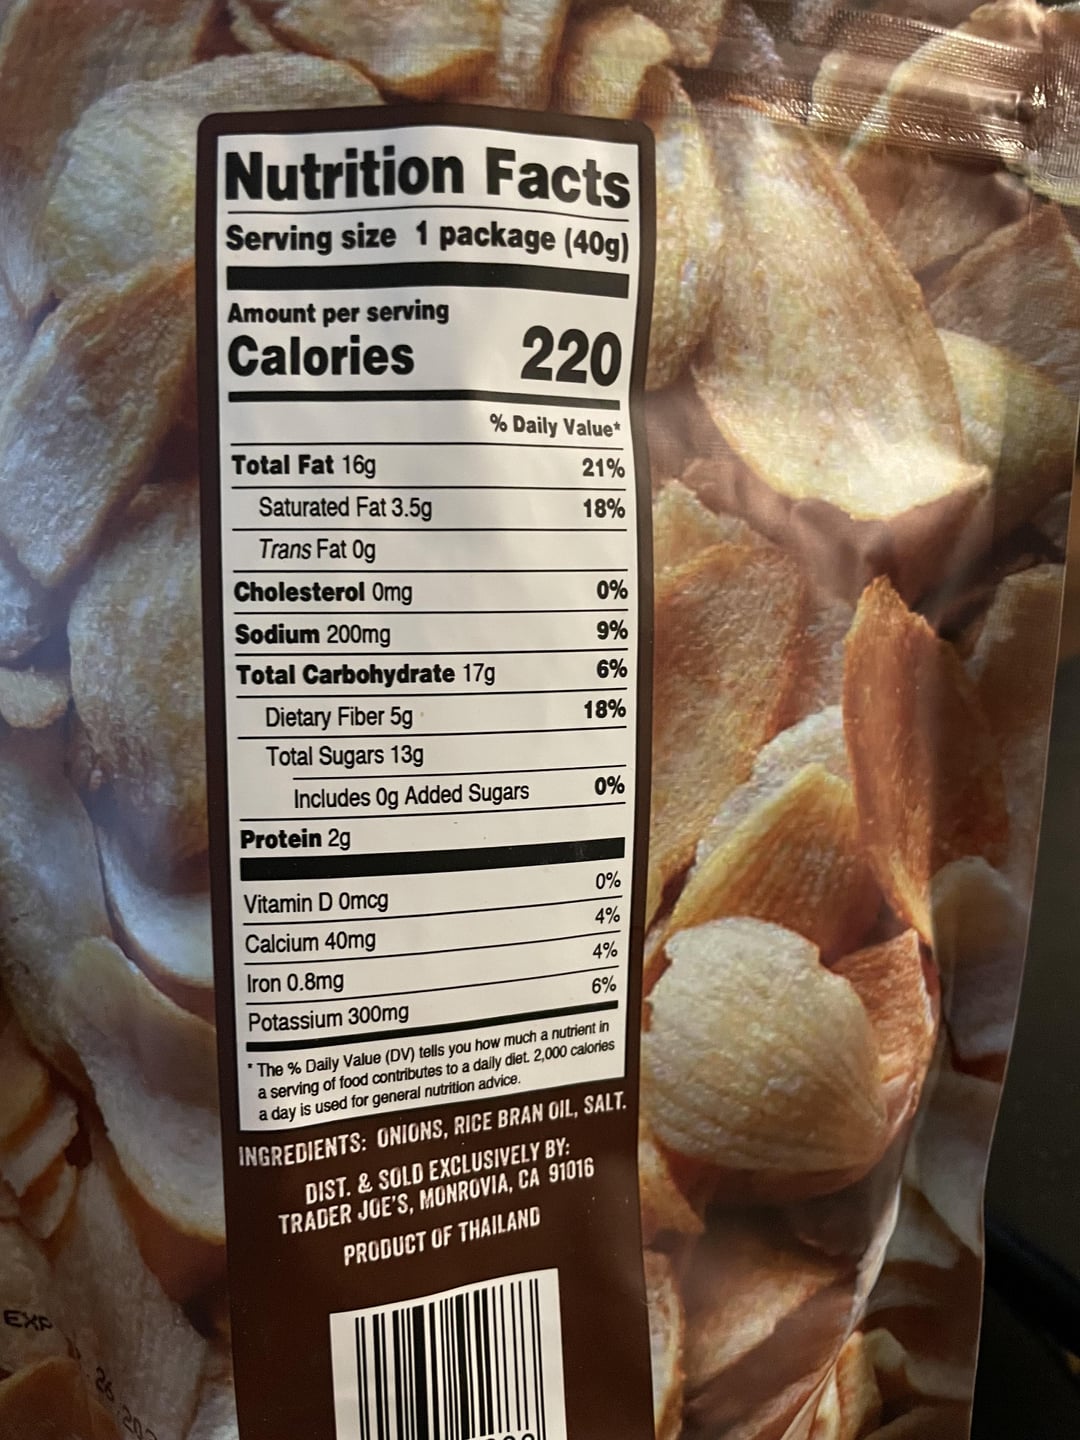 Nutrition Facts
Serving size 1 package (40g)
Amount per serving
Calories 220
% Daily Value*
Total Fat 16g 21%
Saturated Fat 3.5g 18%
Trans Fat 0g
Cholesterol 0mg 0%
Sodium 200mg 9%
Total Carbohydrate 17g 6%
Dietary Fiber 5g 18%
Total Sugars 13g
Includes 0g Added Sugars 0%
Protein 2g
Vitamin D 0mcg 0%
Calcium 40mg 4%
Iron 0.8mg 4%
Potassium 300mg 6%
* The % Daily Value (DV) tells you how much a nutrient in
a serving of food contributes to a daily diet. 2,000 calories
a day is used for general nutrition advice.
INGREDIENTS: ONIONS, RICE BRAN OIL, SALT.
DIST. & SOLD EXCLUSIVELY BY:
TRADER JOE'S, MONROVIA, CA 91016
PRODUCT OF THAILAND
EXP